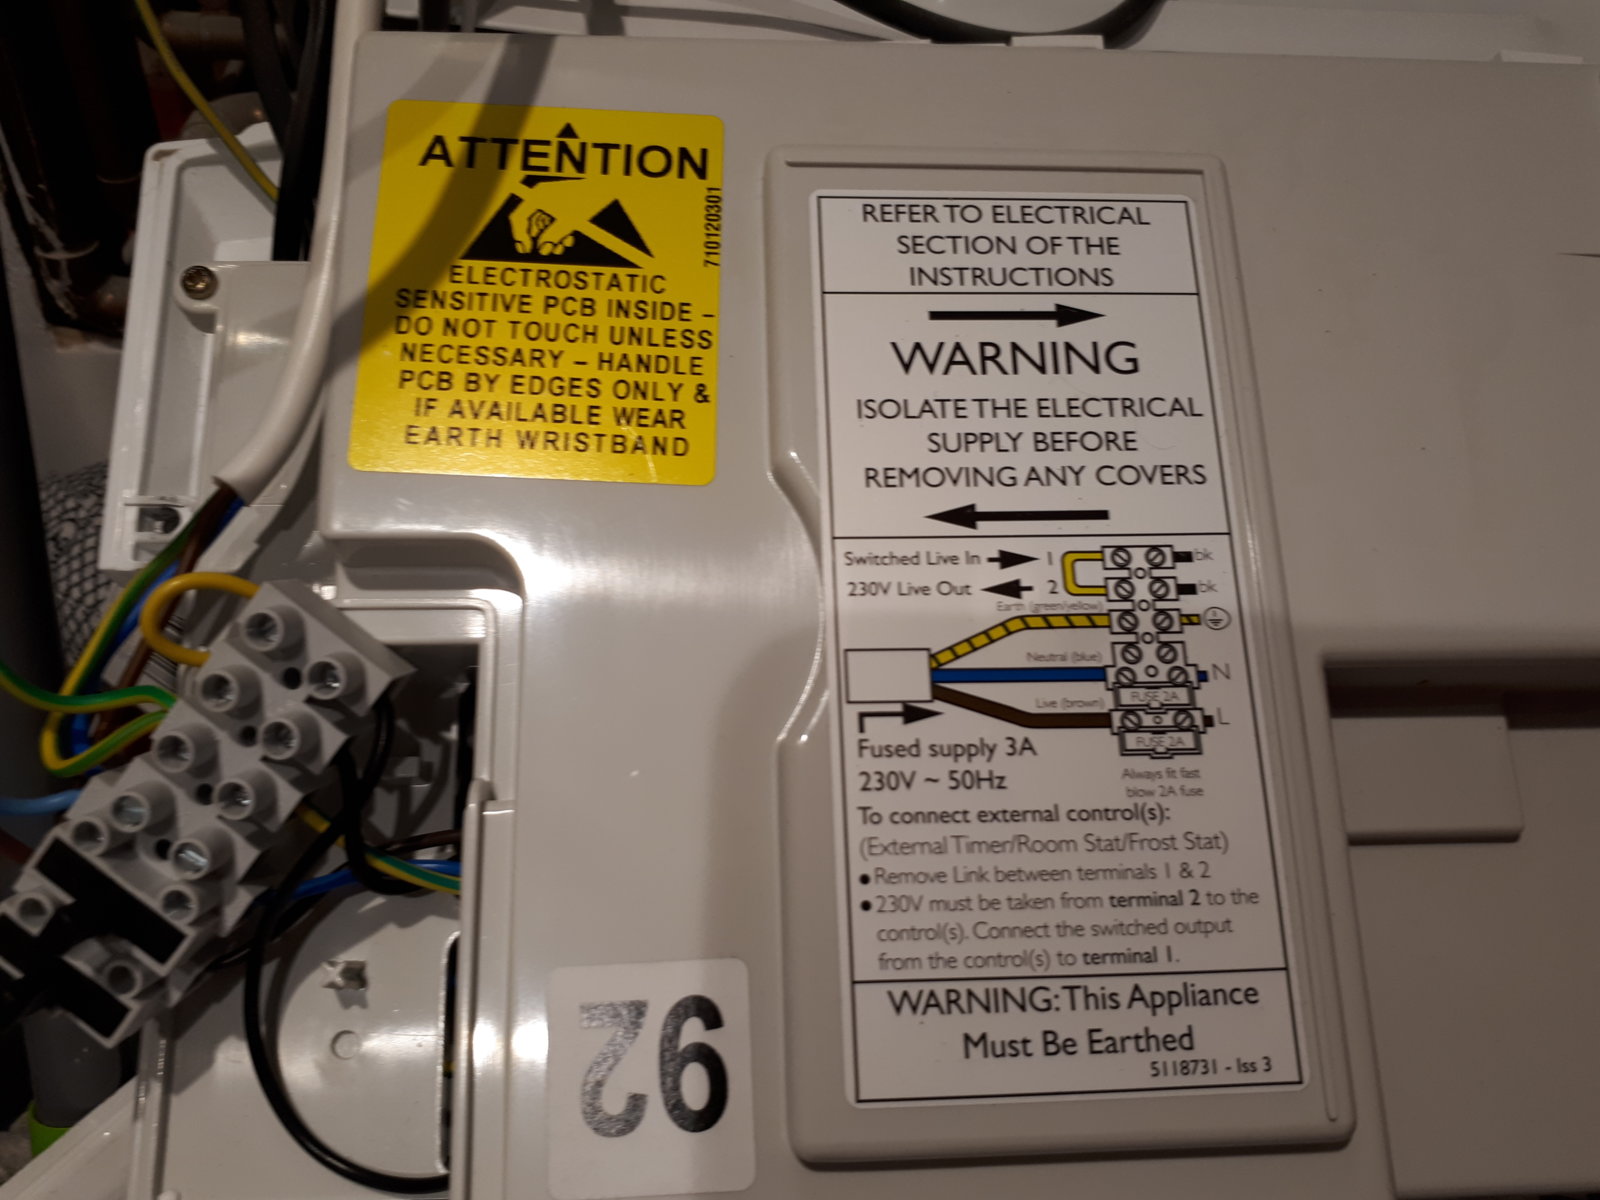 ATTENTION
710120301
ELECTROSTATIC
SENSITIVE PCB INSIDE –
DO NOT TOUCH UNLESS
NECESSARY – HANDLE
PCB BY EDGES ONLY &
IF AVAILABLE WEAR
EARTH WRISTBAND
REFER TO ELECTRICAL
SECTION OF THE
INSTRUCTIONS
WARNING
ISOLATE THE ELECTRICAL
SUPPLY BEFORE
REMOVING ANY COVERS
Switched Live In 1 bk
230V Live Out 2 bk
Earth (green/yellow)
Neutral (blue) N
FUSE 2A
Live (brown) L
FUSE 2A
Fused supply 3A
230V ~ 50Hz
Always fit fast
blow 2A fuse
To connect external control(s):
(External Timer/Room Stat/Frost Stat)
● Remove Link between terminals 1 & 2
● 230V must be taken from terminal 2 to the
control(s). Connect the switched output
from the control(s) to terminal 1.
WARNING: This Appliance
Must Be Earthed
5118731 - Iss 3
92